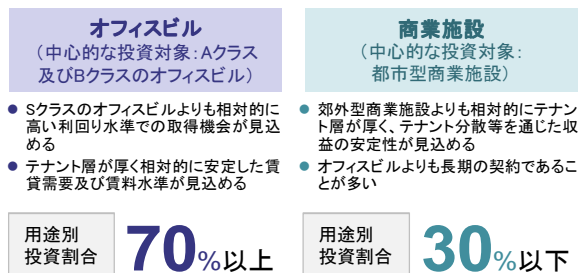 オフィスビル
(中心的な投資対象:Aクラス
及びBクラスのオフィスビル)
● Sクラスのオフィスビルよりも相対的に
高い利回り水準での取得機会が見込
める
● テナント層が厚く相対的に安定した賃
貸需要及び賃料水準が見込める
用途別
投資割合
70%以上
商業施設
(中心的な投資対象:
都市型商業施設)
● 郊外型商業施設よりも相対的にテナン
ト層が厚く、テナント分散等を通じた収
益の安定性が見込める
● オフィスビルよりも長期の契約であるこ
とが多い
用途別
投資割合
30%以下